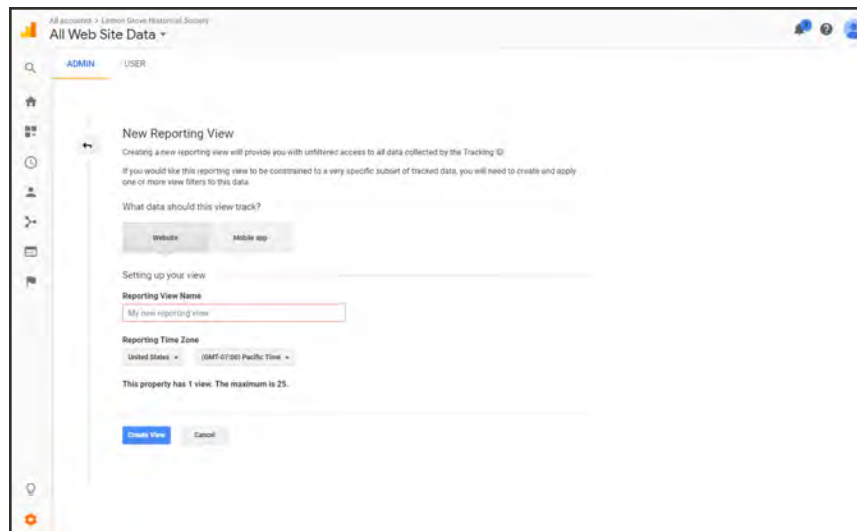 All accounts > Lemon Grove Historical Society
All Web Site Data
ADMIN USER
New Reporting View
Creating a new reporting view will provide you with unfiltered access to all data collected by the Tracking ID.
If you would like this reporting view to be constrained to a very specific subset of tracked data, you will need to create and apply
one or more view filters to this data.
What data should this view track?
Website Mobile app
Setting up your view
Reporting View Name
My new reporting view
Reporting Time Zone
United States (GMT-07:00) Pacific Time
This property has 1 view. The maximum is 25.
Create View Cancel